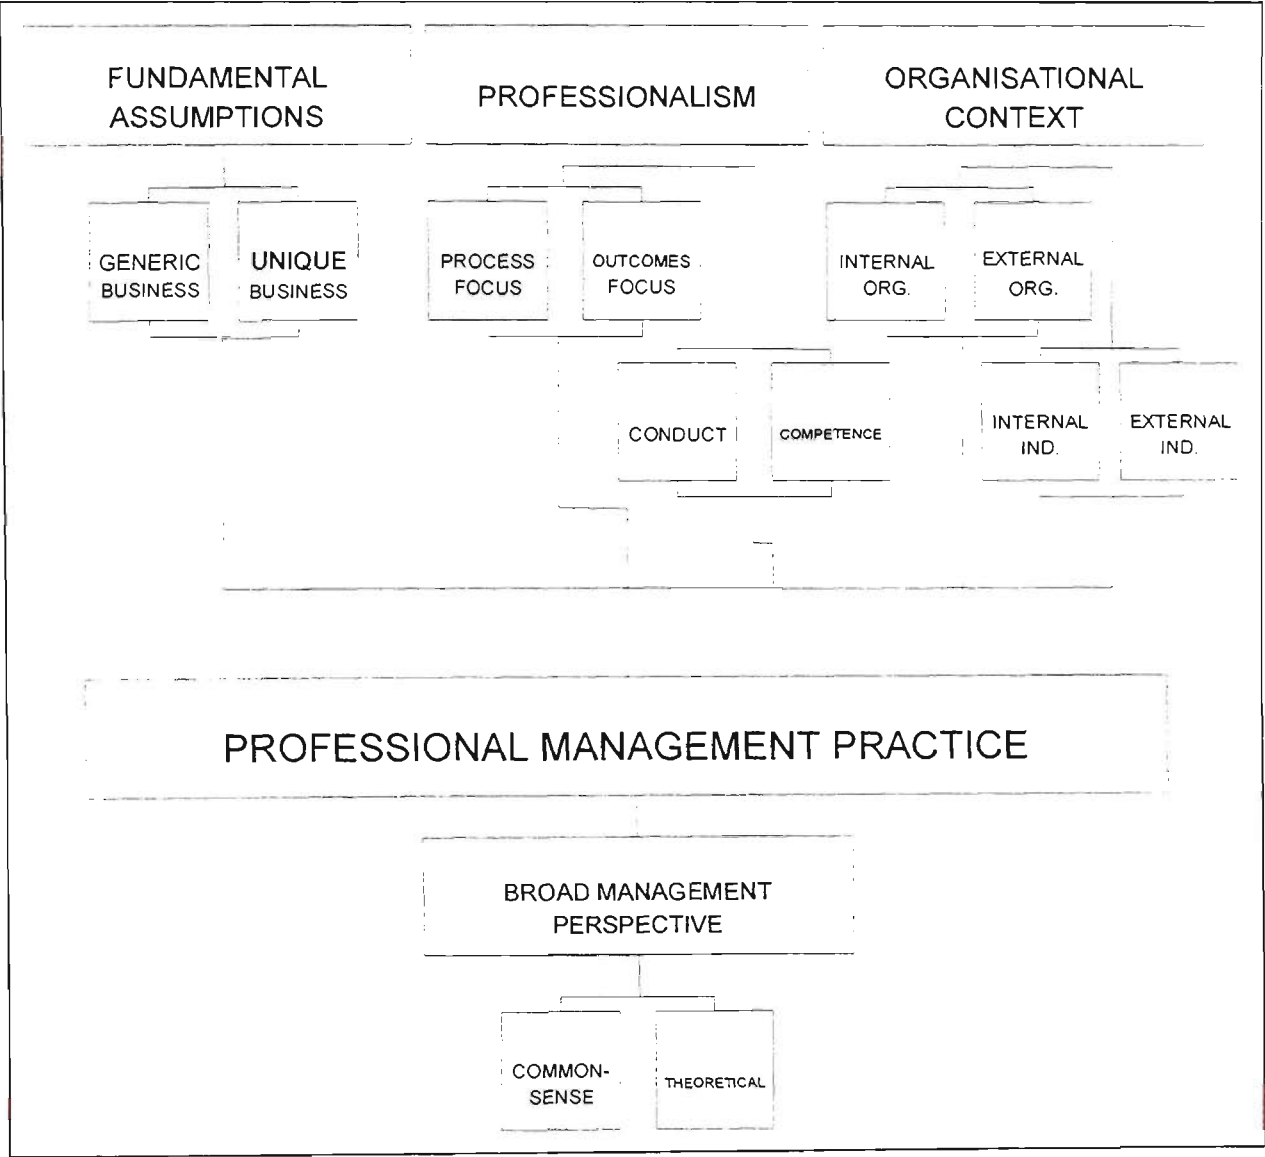 FUNDAMENTAL
ASSUMPTIONS
PROFESSIONALISM
ORGANISATIONAL
CONTEXT
GENERIC
BUSINESS
UNIQUE
BUSINESS
PROCESS
FOCUS
OUTCOMES
FOCUS
INTERNAL
ORG.
EXTERNAL
ORG.
CONDUCT
COMPETENCE
INTERNAL
IND.
EXTERNAL
IND.
PROFESSIONAL MANAGEMENT PRACTICE
BROAD MANAGEMENT
PERSPECTIVE
COMMON-
SENSE
THEORETICAL